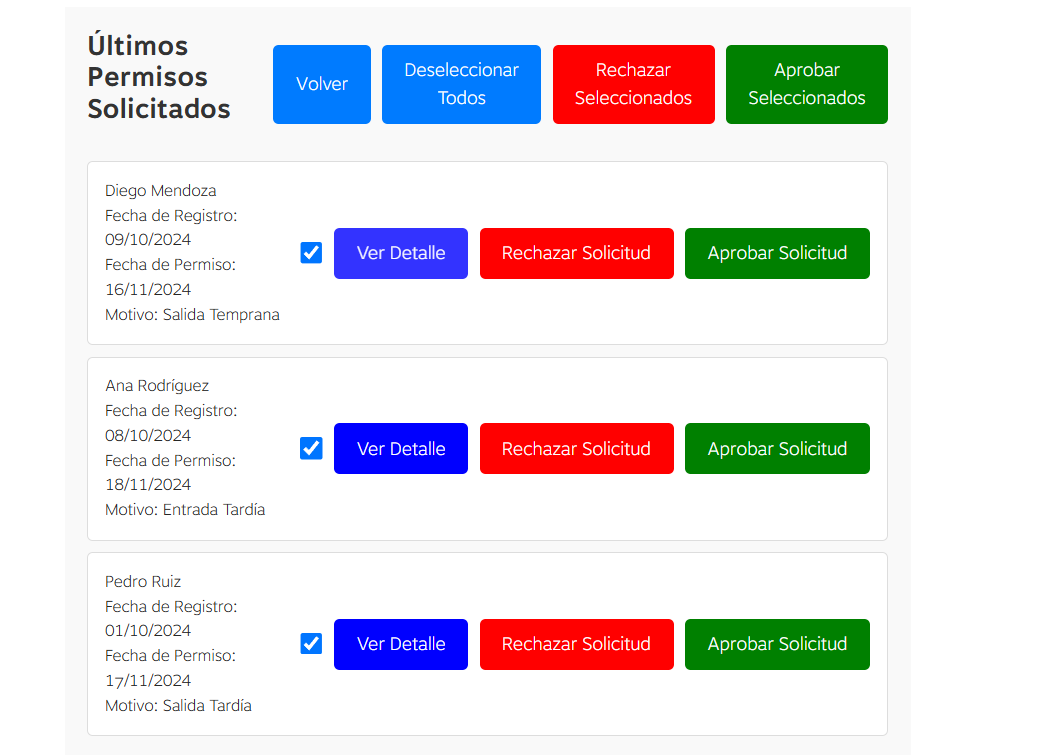 Últimos
Permisos
Solicitados
Volver
Deseleccionar
Todos
Rechazar
Seleccionados
Aprobar
Seleccionados
Diego Mendoza
Fecha de Registro:
09/10/2024
Fecha de Permiso:
16/11/2024
Motivo: Salida Temprana
Ver Detalle
Rechazar Solicitud
Aprobar Solicitud
Ana Rodríguez
Fecha de Registro:
08/10/2024
Fecha de Permiso:
18/11/2024
Motivo: Entrada Tardía
Ver Detalle
Rechazar Solicitud
Aprobar Solicitud
Pedro Ruiz
Fecha de Registro:
01/10/2024
Fecha de Permiso:
17/11/2024
Motivo: Salida Tardía
Ver Detalle
Rechazar Solicitud
Aprobar Solicitud